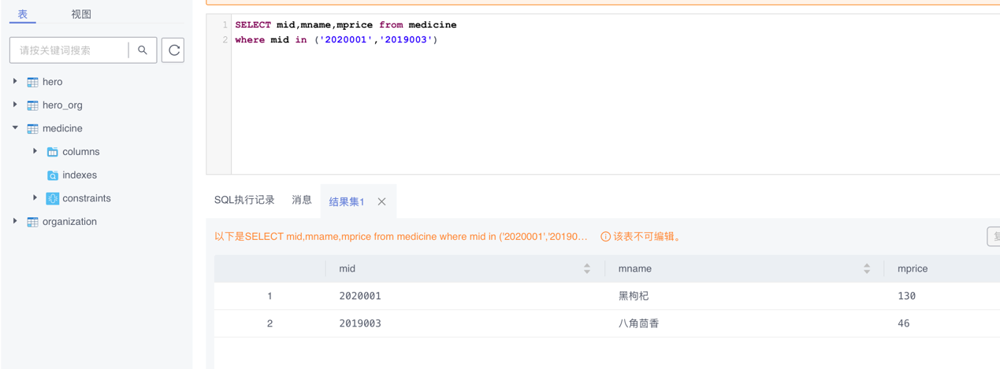 表 视图
请按关键词搜索
hero
hero_org
medicine
columns
indexes
constraints
organization
1 SELECT mid,mname,mprice from medicine
2 where mid in ('2020001','2019003')
SQL执行记录 消息 结果集1
以下是SELECT mid,mname,mprice from medicine where mid in ('2020001','20190... 该表不可编辑。
mid mname mprice
1 2020001 黑枸杞 130
2 2019003 八角茴香 46